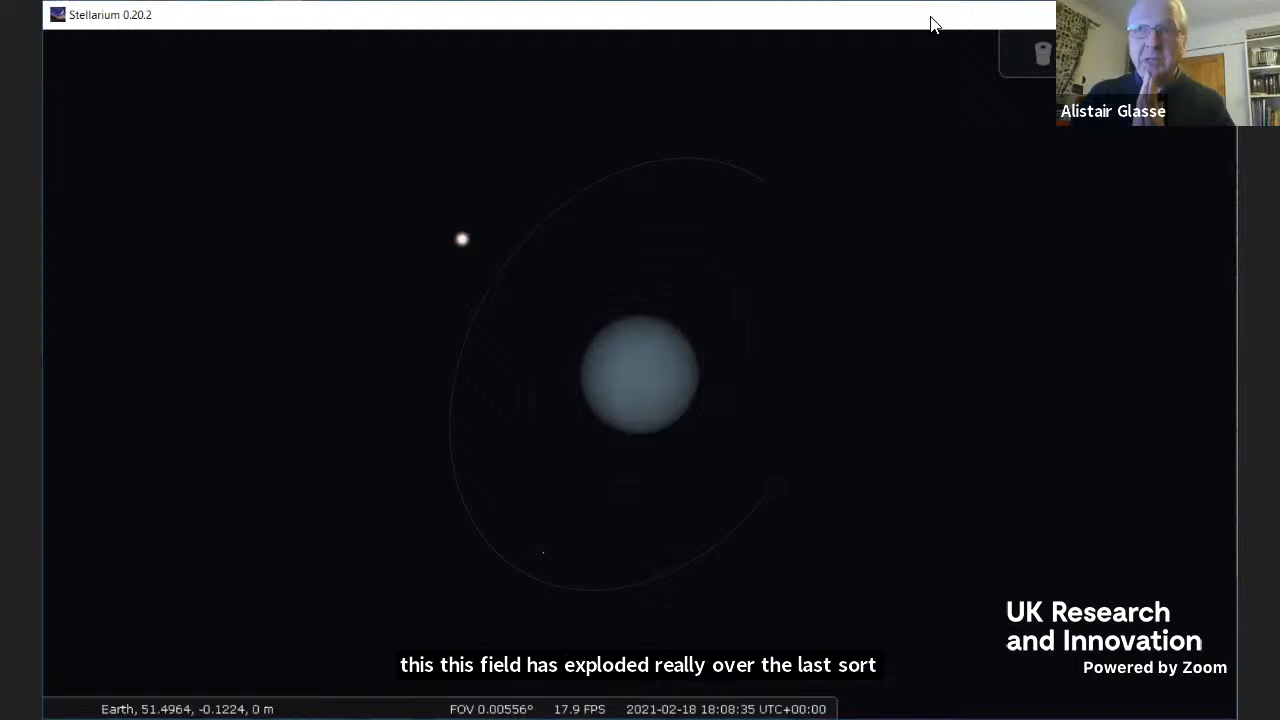 Stellarium 0.20.2
Alistair Glasse
UK Research
and Innovation
this this field has exploded really over the last sort
Powered by Zoom
Earth, 51.4964, -0.1224, 0 m FOV 0.00556° 17.9 FPS 2021-02-18 18:08:35 UTC+00:00